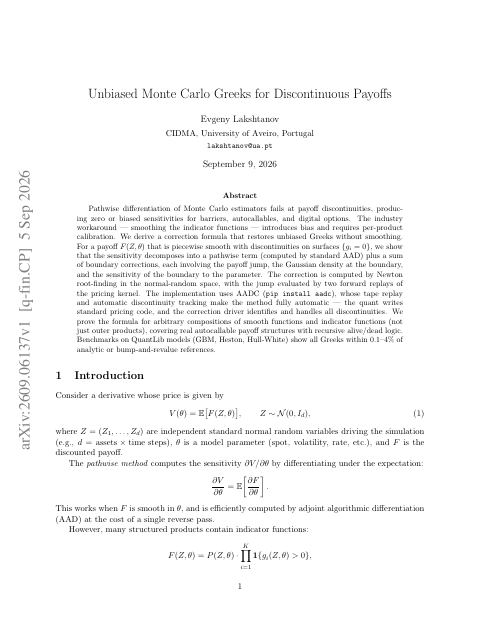 Unbiased Monte Carlo Greeks for Discontinuous Payoffs
Evgeny Lakshtanov
CIDMA, University of Aveiro, Portugal
lakshtanov@ua.pt
September 9, 2026
Abstract
Pathwise differentiation of Monte Carlo estimators fails at payoff discontinuities, produc-
ing zero or biased sensitivities for barriers, autocallables, and digital options. The industry
workaround — smoothing the indicator functions — introduces bias and requires per-product
calibration. We derive a correction formula that restores unbiased Greeks without smoothing.
For a payoff F(Z, θ) that is piecewise smooth with discontinuities on surfaces {gᵢ = 0}, we show
that the sensitivity decomposes into a pathwise term (computed by standard AAD) plus a sum
of boundary corrections, each involving the payoff jump, the Gaussian density at the boundary,
and the sensitivity of the boundary to the parameter. The correction is computed by Newton
root-finding in the normal-random space, with the jump evaluated by two forward replays of
the pricing kernel. The implementation uses AADC (pip install aadc), whose tape replay
and automatic discontinuity tracking make the method fully automatic — the quant writes
standard pricing code, and the correction driver identifies and handles all discontinuities. We
prove the formula for arbitrary compositions of smooth functions and indicator functions (not
just outer products), covering real autocallable payoff structures with recursive alive/dead logic.
Benchmarks on QuantLib models (GBM, Heston, Hull-White) show all Greeks within 0.1–4% of
analytic or bump-and-revalue references.
1 Introduction
Consider a derivative whose price is given by
V(θ) = E[F(Z, θ)], Z ∼ N(0, I_d), (1)
where Z = (Z₁, . . . , Z_d) are independent standard normal random variables driving the simulation
(e.g., d = assets × time steps), θ is a model parameter (spot, volatility, rate, etc.), and F is the
discounted payoff.
The pathwise method computes the sensitivity ∂V/∂θ by differentiating under the expectation:
∂V/∂θ = E[∂F/∂θ].
This works when F is smooth in θ, and is efficiently computed by adjoint algorithmic differentiation
(AAD) at the cost of a single reverse pass.
However, many structured products contain indicator functions:
F(Z, θ) = P(Z, θ) · ∏_{i=1}^{K} 1{gᵢ(Z, θ) > 0},
1
arXiv:2609.06137v1 [q-fin.CP] 5 Sep 2026